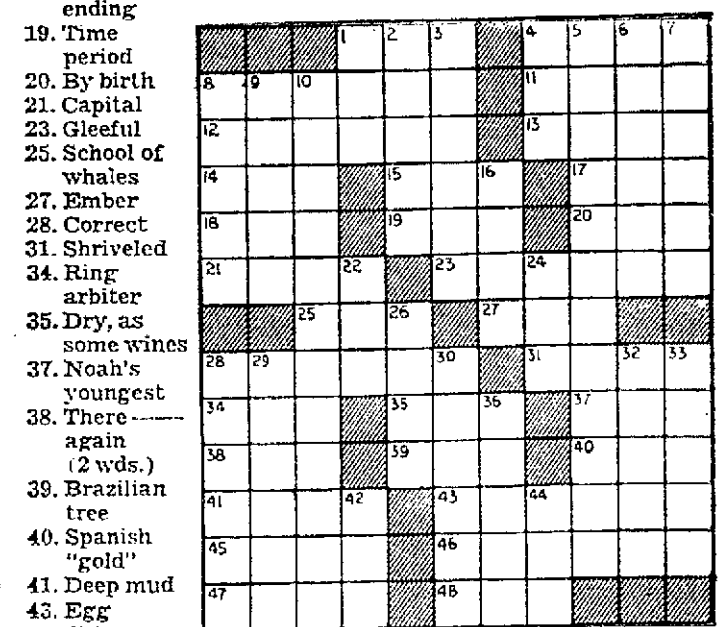 ending
19. Time
period
20. By birth
21. Capital
23. Gleeful
25. School of
whales
27. Ember
28. Correct
31. Shriveled
34. Ring
arbiter
35. Dry, as
some wines
37. Noah's
youngest
38. There ——
again
(2 wds.)
39. Brazilian
tree
40. Spanish
"gold"
41. Deep mud
43. Egg
1 2 3 4 5 6 7
8 9 10 11
12 13
14 15 16 17
18 19 20
21 22 23 24
25 26 27
28 29 30 31 32 33
34 35 36 37
38 39 40
41 42 43 44
45 46
47 48